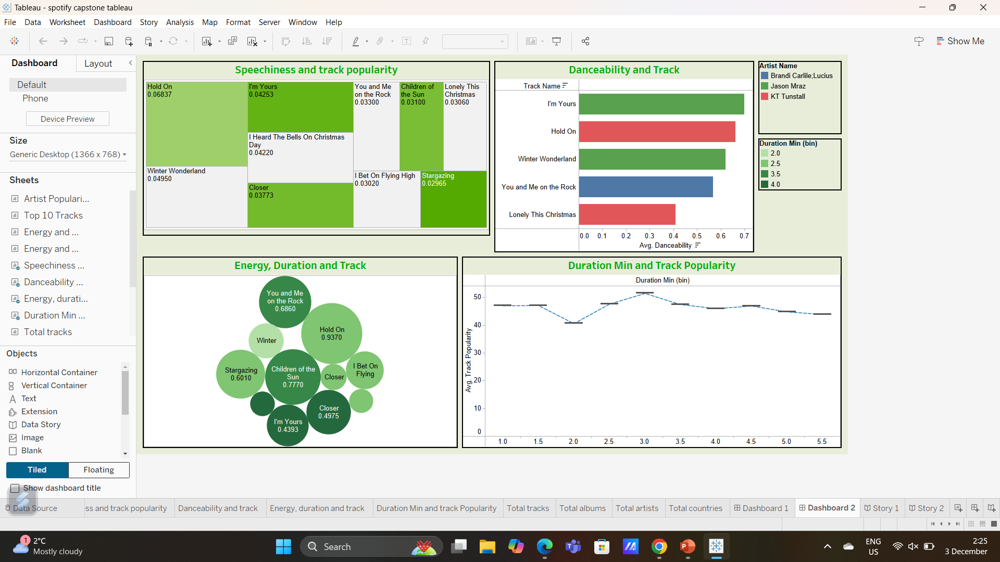 Tableau - spotify capstone tableau
File Data Worksheet Dashboard Story Analysis Map Format Server Window Help
Show Me
Dashboard
Layout
Default
Phone
Device Preview
Size
Generic Desktop (1366 x 768)
Sheets
Artist Populari...
Top 10 Tracks
Energy and ...
Energy and ...
Speechiness ...
Danceability ...
Energy, durati...
Duration Min ...
Total tracks
Objects
Horizontal Container
Vertical Container
Text
Extension
Data Story
Image
Blank
Tiled
Floating
Show dashboard title
Speechiness and track popularity
Hold On
0.06837
Winter Wonderland
0.04950
I'm Yours
0.04253
I Heard The Bells On Christmas
Day
0.04220
Closer
0.03773
You and Me
on the Rock
0.03300
Children of
the Sun
0.03100
Lonely This
Christmas
0.03060
I Bet On Flying High
0.03020
Stargazing
0.02965
Danceability and Track
Track Name
I'm Yours
Hold On
Winter Wonderland
You and Me on the Rock
Lonely This Christmas
0.0 0.1 0.2 0.3 0.4 0.5 0.6 0.7
Avg. Danceability
Artist Name
Brandi Carlile;Lucius
Jason Mraz
KT Tunstall
Duration Min (bin)
2.0
2.5
3.5
4.0
Energy, Duration and Track
You and Me
on the Rock
0.6860
Hold On
0.9370
Winter
Stargazing
0.6010
Children of the
Sun
0.7770
Closer
I Bet On
Flying
Closer
0.4975
I'm Yours
0.4393
Duration Min and Track Popularity
Duration Min (bin)
Avg. Track Popularity
50
40
30
20
10
0
1.0 1.5 2.0 2.5 3.0 3.5 4.0 4.5 5.0 5.5
Data Source
ss and track popularity
Danceability and track
Energy, duration and track
Duration Min and track Popularity
Total tracks
Total albums
Total artists
Total countries
Dashboard 1
Dashboard 2
Story 1
Story 2
1
2°C
Mostly cloudy
Search
ENG
US
2:25
3 December